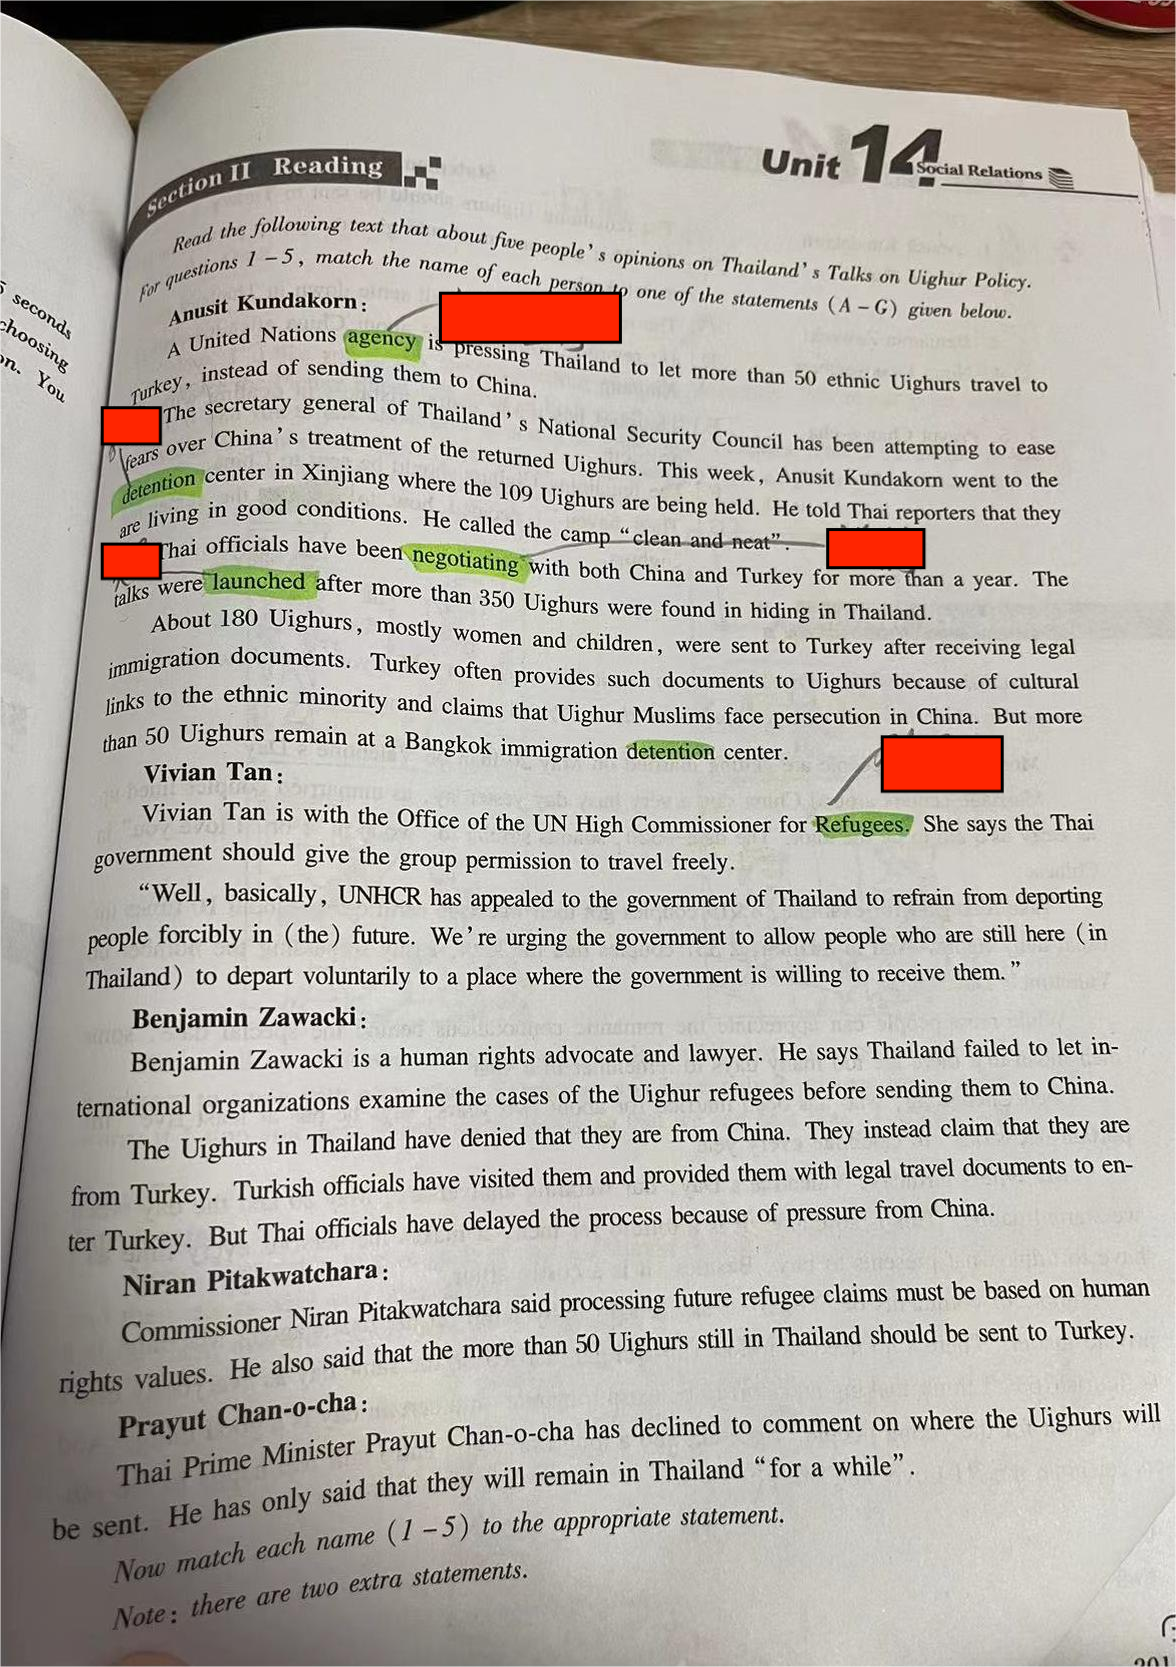 5 seconds
choosing
on. You
Section II Reading
Unit 14 Social Relations
Read the following text that about five people's opinions on Thailand's Talks on Uighur Policy.
For questions 1-5, match the name of each person to one of the statements (A-G) given below.
Anusit Kundakorn:
A United Nations agency is pressing Thailand to let more than 50 ethnic Uighurs travel to
Turkey, instead of sending them to China.
The secretary general of Thailand's National Security Council has been attempting to ease
fears over China's treatment of the returned Uighurs. This week, Anusit Kundakorn went to the
detention center in Xinjiang where the 109 Uighurs are being held. He told Thai reporters that they
are living in good conditions. He called the camp "clean and neat".
Thai officials have been negotiating with both China and Turkey for more than a year. The
talks were launched after more than 350 Uighurs were found in hiding in Thailand.
About 180 Uighurs, mostly women and children, were sent to Turkey after receiving legal
immigration documents. Turkey often provides such documents to Uighurs because of cultural
links to the ethnic minority and claims that Uighur Muslims face persecution in China. But more
than 50 Uighurs remain at a Bangkok immigration detention center.
Vivian Tan:
Vivian Tan is with the Office of the UN High Commissioner for Refugees. She says the Thai
government should give the group permission to travel freely.
"Well, basically, UNHCR has appealed to the government of Thailand to refrain from deporting
people forcibly in (the) future. We're urging the government to allow people who are still here (in
Thailand) to depart voluntarily to a place where the government is willing to receive them."
Benjamin Zawacki:
Benjamin Zawacki is a human rights advocate and lawyer. He says Thailand failed to let in-
ternational organizations examine the cases of the Uighur refugees before sending them to China.
The Uighurs in Thailand have denied that they are from China. They instead claim that they are
from Turkey. Turkish officials have visited them and provided them with legal travel documents to en-
ter Turkey. But Thai officials have delayed the process because of pressure from China.
Niran Pitakwatchara:
Commissioner Niran Pitakwatchara said processing future refugee claims must be based on human
rights values. He also said that the more than 50 Uighurs still in Thailand should be sent to Turkey.
Prayut Chan-o-cha:
Thai Prime Minister Prayut Chan-o-cha has declined to comment on where the Uighurs will
be sent. He has only said that they will remain in Thailand "for a while".
Now match each name (1-5) to the appropriate statement.
Note: there are two extra statements.